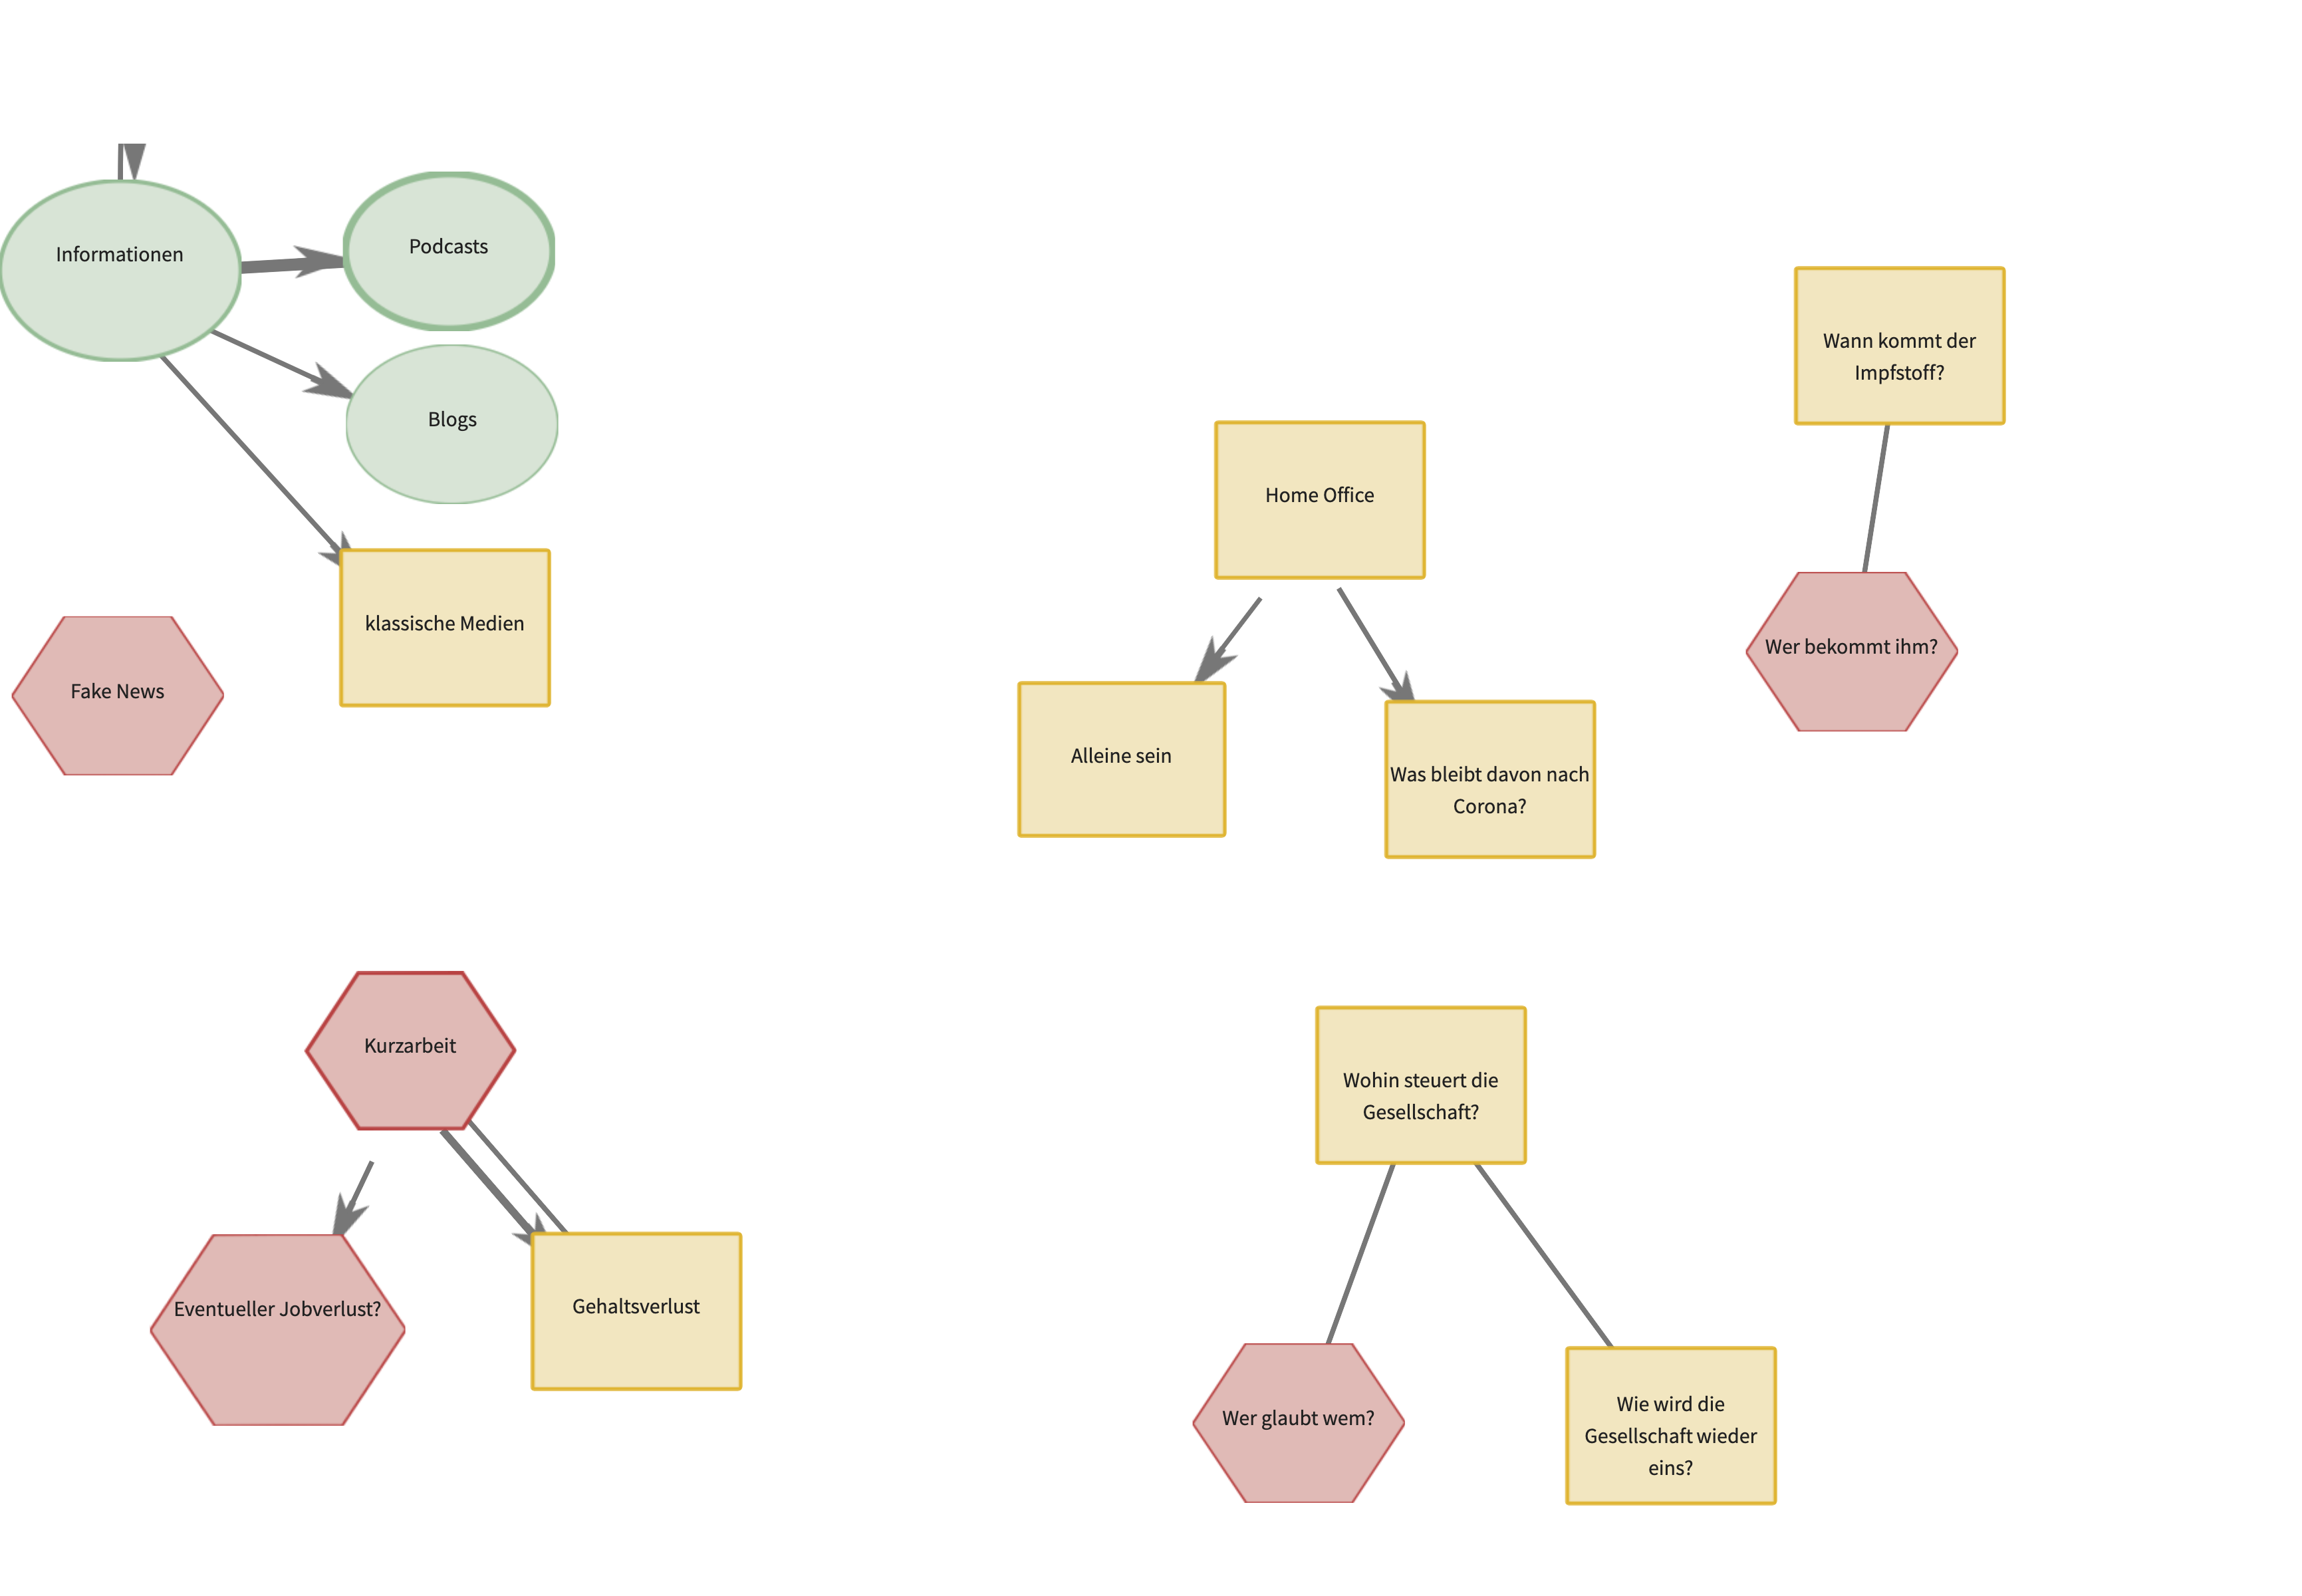 Informationen
Podcasts
Blogs
klassische Medien
Fake News
Home Office
Alleine sein
Was bleibt davon nach
Corona?
Wann kommt der
Impfstoff?
Wer bekommt ihm?
Kurzarbeit
Eventueller Jobverlust?
Gehaltsverlust
Wohin steuert die
Gesellschaft?
Wer glaubt wem?
Wie wird die
Gesellschaft wieder
eins?